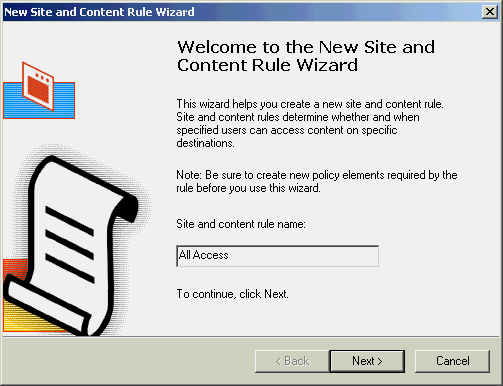 New Site and Content Rule Wizard
Welcome to the New Site and
Content Rule Wizard
This wizard helps you create a new site and content rule.
Site and content rules determine whether and when
specified users can access content on specific
destinations.
Note: Be sure to create new policy elements required by the
rule before you use this wizard.
Site and content rule name:
All Access
To continue, click Next.
< Back
Next >
Cancel